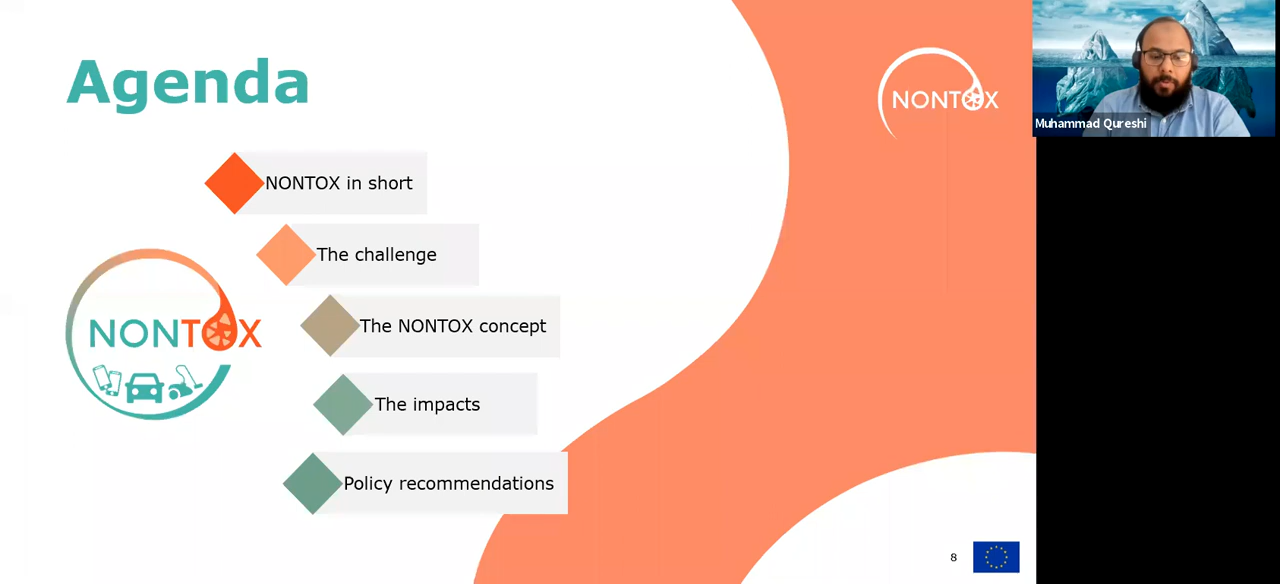 Agenda
NONTOX
Muhammad Qureshi
NONTOX in short
The challenge
NONTOX
The NONTOX concept
The impacts
Policy recommendations
8